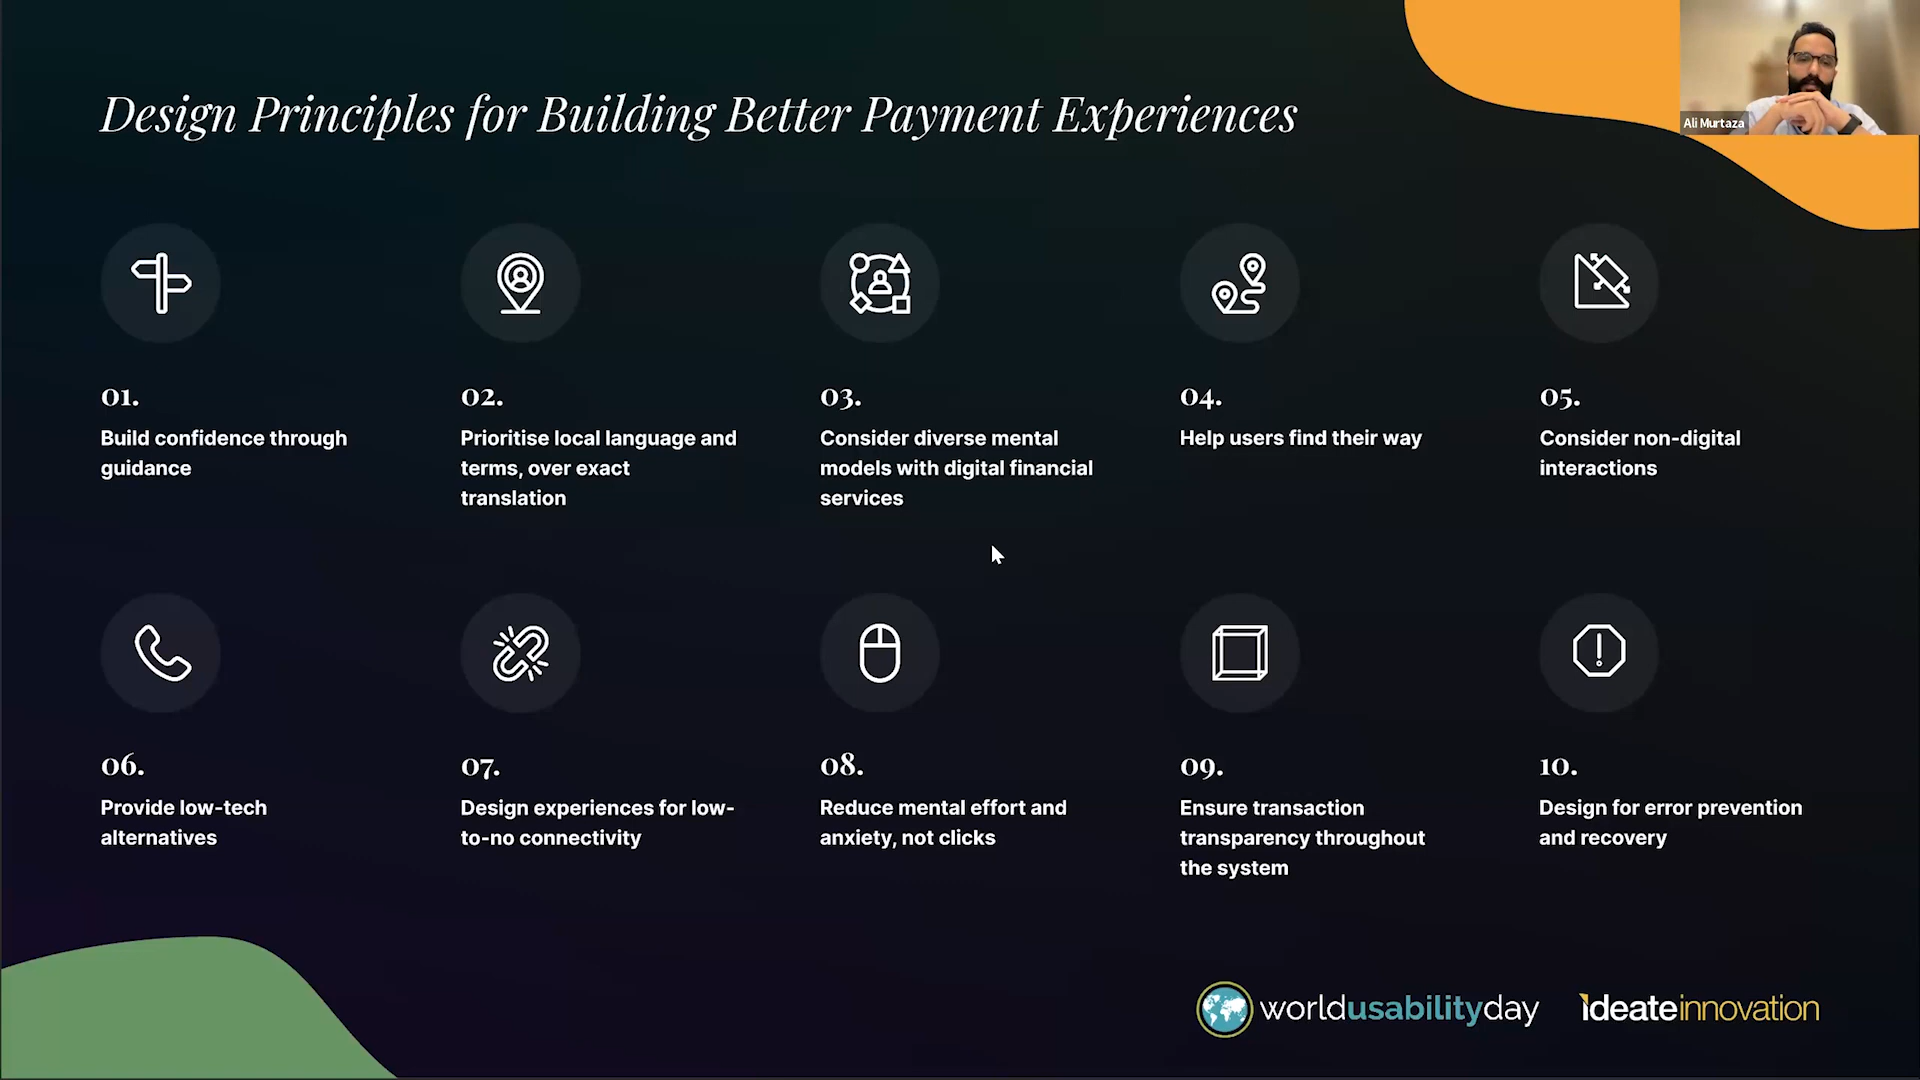 Design Principles for Building Better Payment Experiences
Ali Murtaza
01.
Build confidence through
guidance
02.
Prioritise local language and
terms, over exact
translation
03.
Consider diverse mental
models with digital financial
services
04.
Help users find their way
05.
Consider non-digital
interactions
06.
Provide low-tech
alternatives
07.
Design experiences for low-
to-no connectivity
08.
Reduce mental effort and
anxiety, not clicks
09.
Ensure transaction
transparency throughout
the system
10.
Design for error prevention
and recovery
worldusabilityday
ideateinnovation